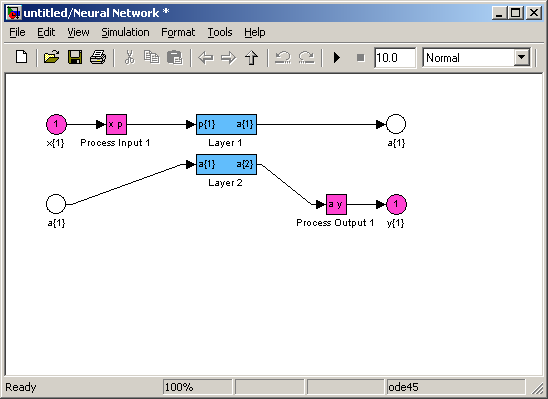 untitled/Neural Network *
File Edit View Simulation Format Tools Help
10.0 Normal
1 x p p{1} a{1}
x{1} Process Input 1 Layer 1 a{1}
a{1} a{2}
Layer 2
a y 1
a{1} Process Output 1 y{1}
Ready 100% ode45